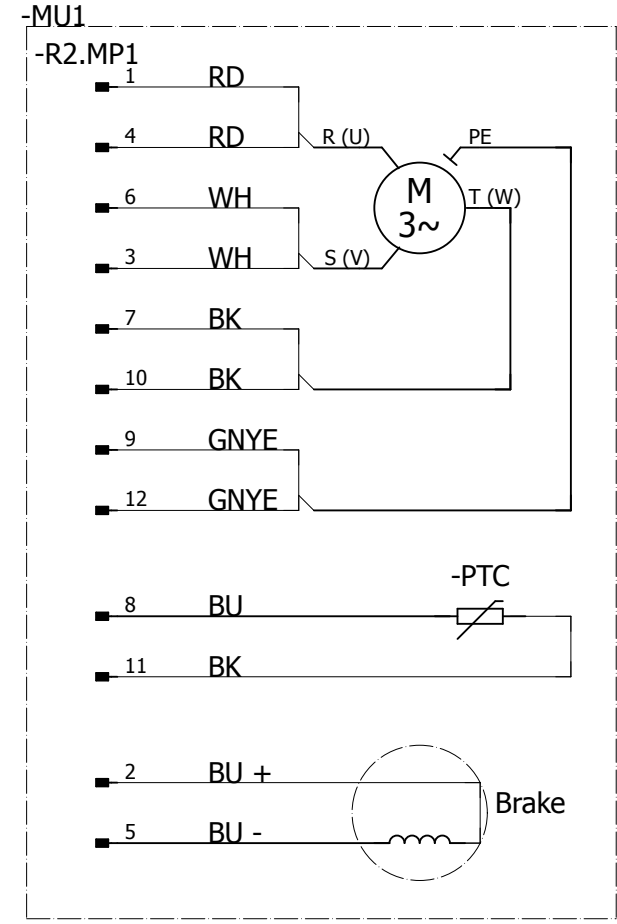 -MU1
-R2.MP1
1 RD
4 RD R (U) PE
M
3~
6 WH T (W)
3 WH S (V)
7 BK
10 BK
9 GNYE
12 GNYE
-PTC
8 BU
11 BK
2 BU +
Brake
5 BU -